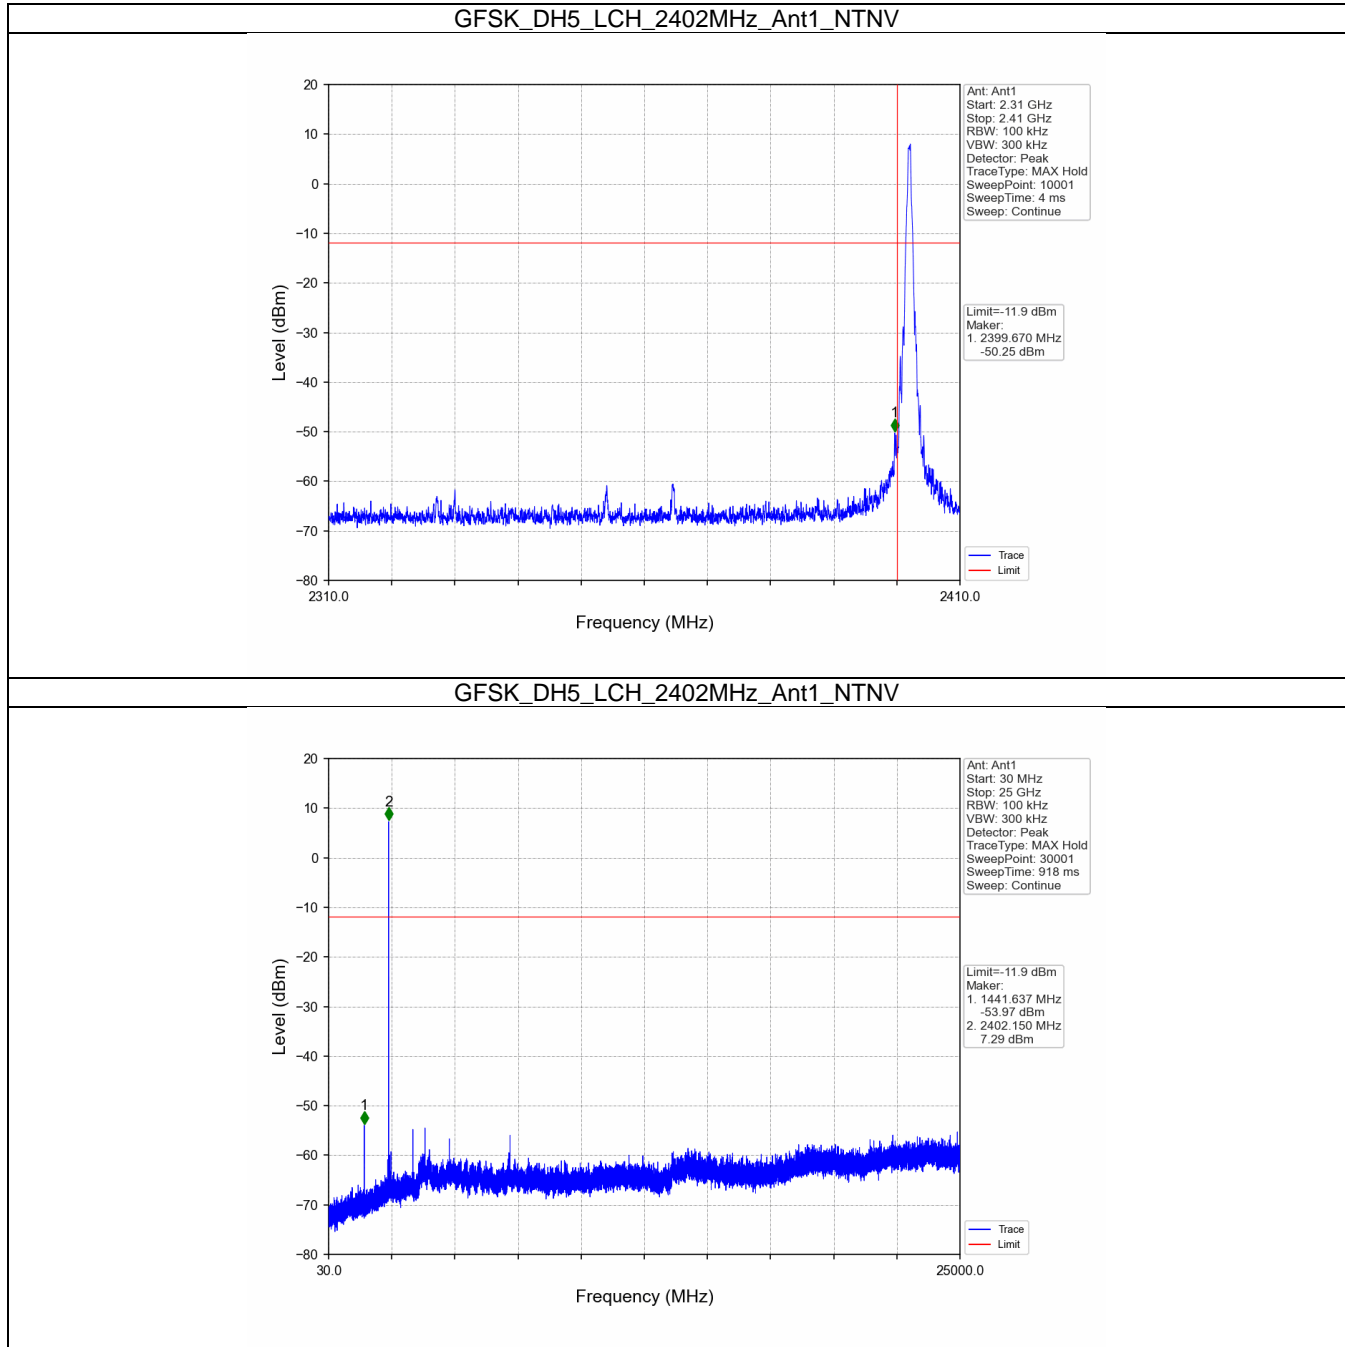 GFSK_DH5_LCH_2402MHz_Ant1_NTNV
20
10
0
−10
−20
−30
−40
−50
−60
−70
−80
Level (dBm)
1
2310.0
2410.0
Frequency (MHz)
Ant: Ant1
Start: 2.31 GHz
Stop: 2.41 GHz
RBW: 100 kHz
VBW: 300 kHz
Detector: Peak
TraceType: MAX Hold
SweepPoint: 10001
SweepTime: 4 ms
Sweep: Continue
Limit=-11.9 dBm
Maker:
1. 2399.670 MHz
-50.25 dBm
Trace
Limit
GFSK_DH5_LCH_2402MHz_Ant1_NTNV
20
10
0
−10
−20
−30
−40
−50
−60
−70
−80
Level (dBm)
2
1
30.0
25000.0
Frequency (MHz)
Ant: Ant1
Start: 30 MHz
Stop: 25 GHz
RBW: 100 kHz
VBW: 300 kHz
Detector: Peak
TraceType: MAX Hold
SweepPoint: 30001
SweepTime: 918 ms
Sweep: Continue
Limit=-11.9 dBm
Maker:
1. 1441.637 MHz
-53.97 dBm
2. 2402.150 MHz
7.29 dBm
Trace
Limit